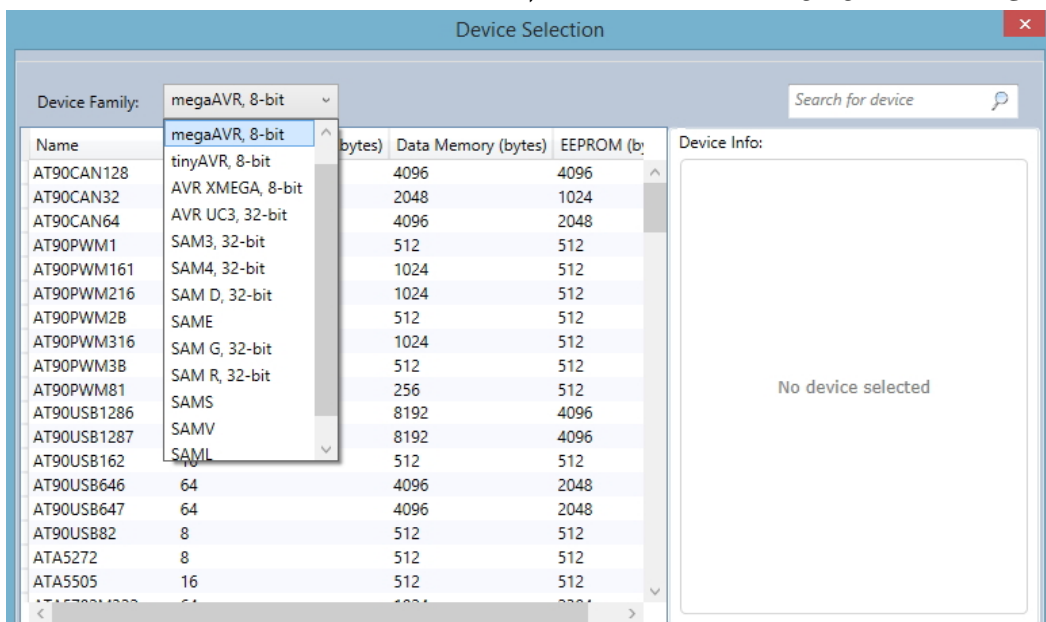 Device Selection
Device Family: megaAVR, 8-bit Search for device
megaAVR, 8-bit
tinyAVR, 8-bit
AVR XMEGA, 8-bit
AVR UC3, 32-bit
SAM3, 32-bit
SAM4, 32-bit
SAM D, 32-bit
SAME
SAM G, 32-bit
SAM R, 32-bit
SAMS
SAMV
SAML
Name bytes) Data Memory (bytes) EEPROM (by
AT90CAN128 4096 4096
AT90CAN32 2048 1024
AT90CAN64 4096 2048
AT90PWM1 512 512
AT90PWM161 1024 512
AT90PWM216 1024 512
AT90PWM2B 512 512
AT90PWM316 1024 512
AT90PWM3B 512 512
AT90PWM81 256 512
AT90USB1286 8192 4096
AT90USB1287 8192 4096
AT90USB162 16 512 512
AT90USB646 64 4096 2048
AT90USB647 64 4096 2048
AT90USB82 8 512 512
ATA5272 8 512 512
ATA5505 16 512 512
Device Info:
No device selected